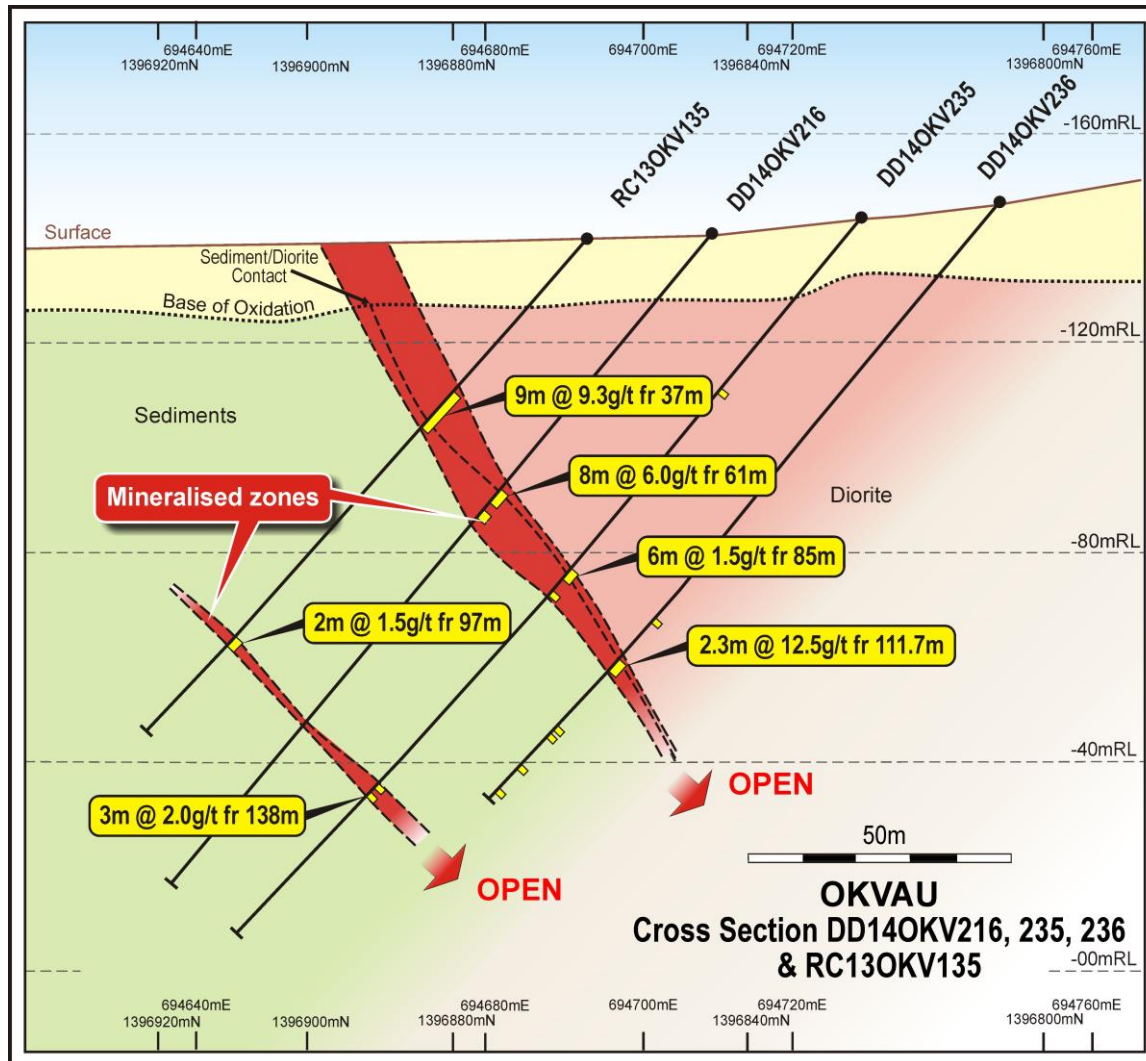 694640mE 694680mE 694700mE 694720mE 694760mE
1396920mN 1396900mN 1396880mN 1396840mN 1396800mN
RC13OKV135
DD14OKV216
DD14OKV235
DD14OKV236
-160mRL
Surface
Sediment/Diorite
Contact
Base of Oxidation
-120mRL
9m @ 9.3g/t fr 37m
Sediments
8m @ 6.0g/t fr 61m
Mineralised zones
Diorite
-80mRL
6m @ 1.5g/t fr 85m
2m @ 1.5g/t fr 97m
2.3m @ 12.5g/t fr 111.7m
-40mRL
OPEN
3m @ 2.0g/t fr 138m
50m
OPEN
OKVAU
Cross Section DD14OKV216, 235, 236
& RC13OKV135
-00mRL
694640mE 694680mE 694700mE 694720mE 694760mE
1396920mN 1396900mN 1396880mN 1396840mN 1396800mN